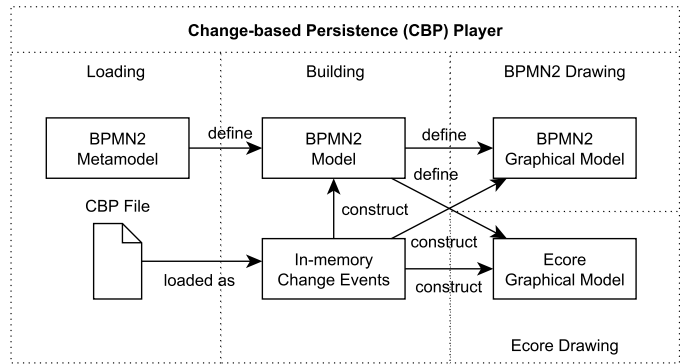 Change-based Persistence (CBP) Player
Loading
Building
BPMN2 Drawing
BPMN2
Metamodel
define
BPMN2
Model
define
BPMN2
Graphical Model
define
CBP File
construct
loaded as
In-memory
Change Events
construct
construct
Ecore
Graphical Model
Ecore Drawing